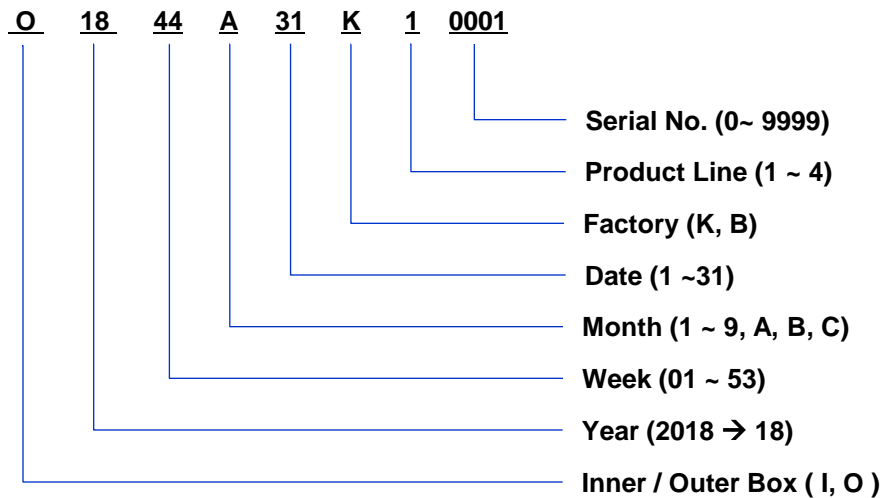 O 18 44 A 31 K 1 0001
Serial No. (0~ 9999)
Product Line (1 ~ 4)
Factory (K, B)
Date (1 ~31)
Month (1 ~ 9, A, B, C)
Week (01 ~ 53)
Year (2018 → 18)
Inner / Outer Box ( I, O )